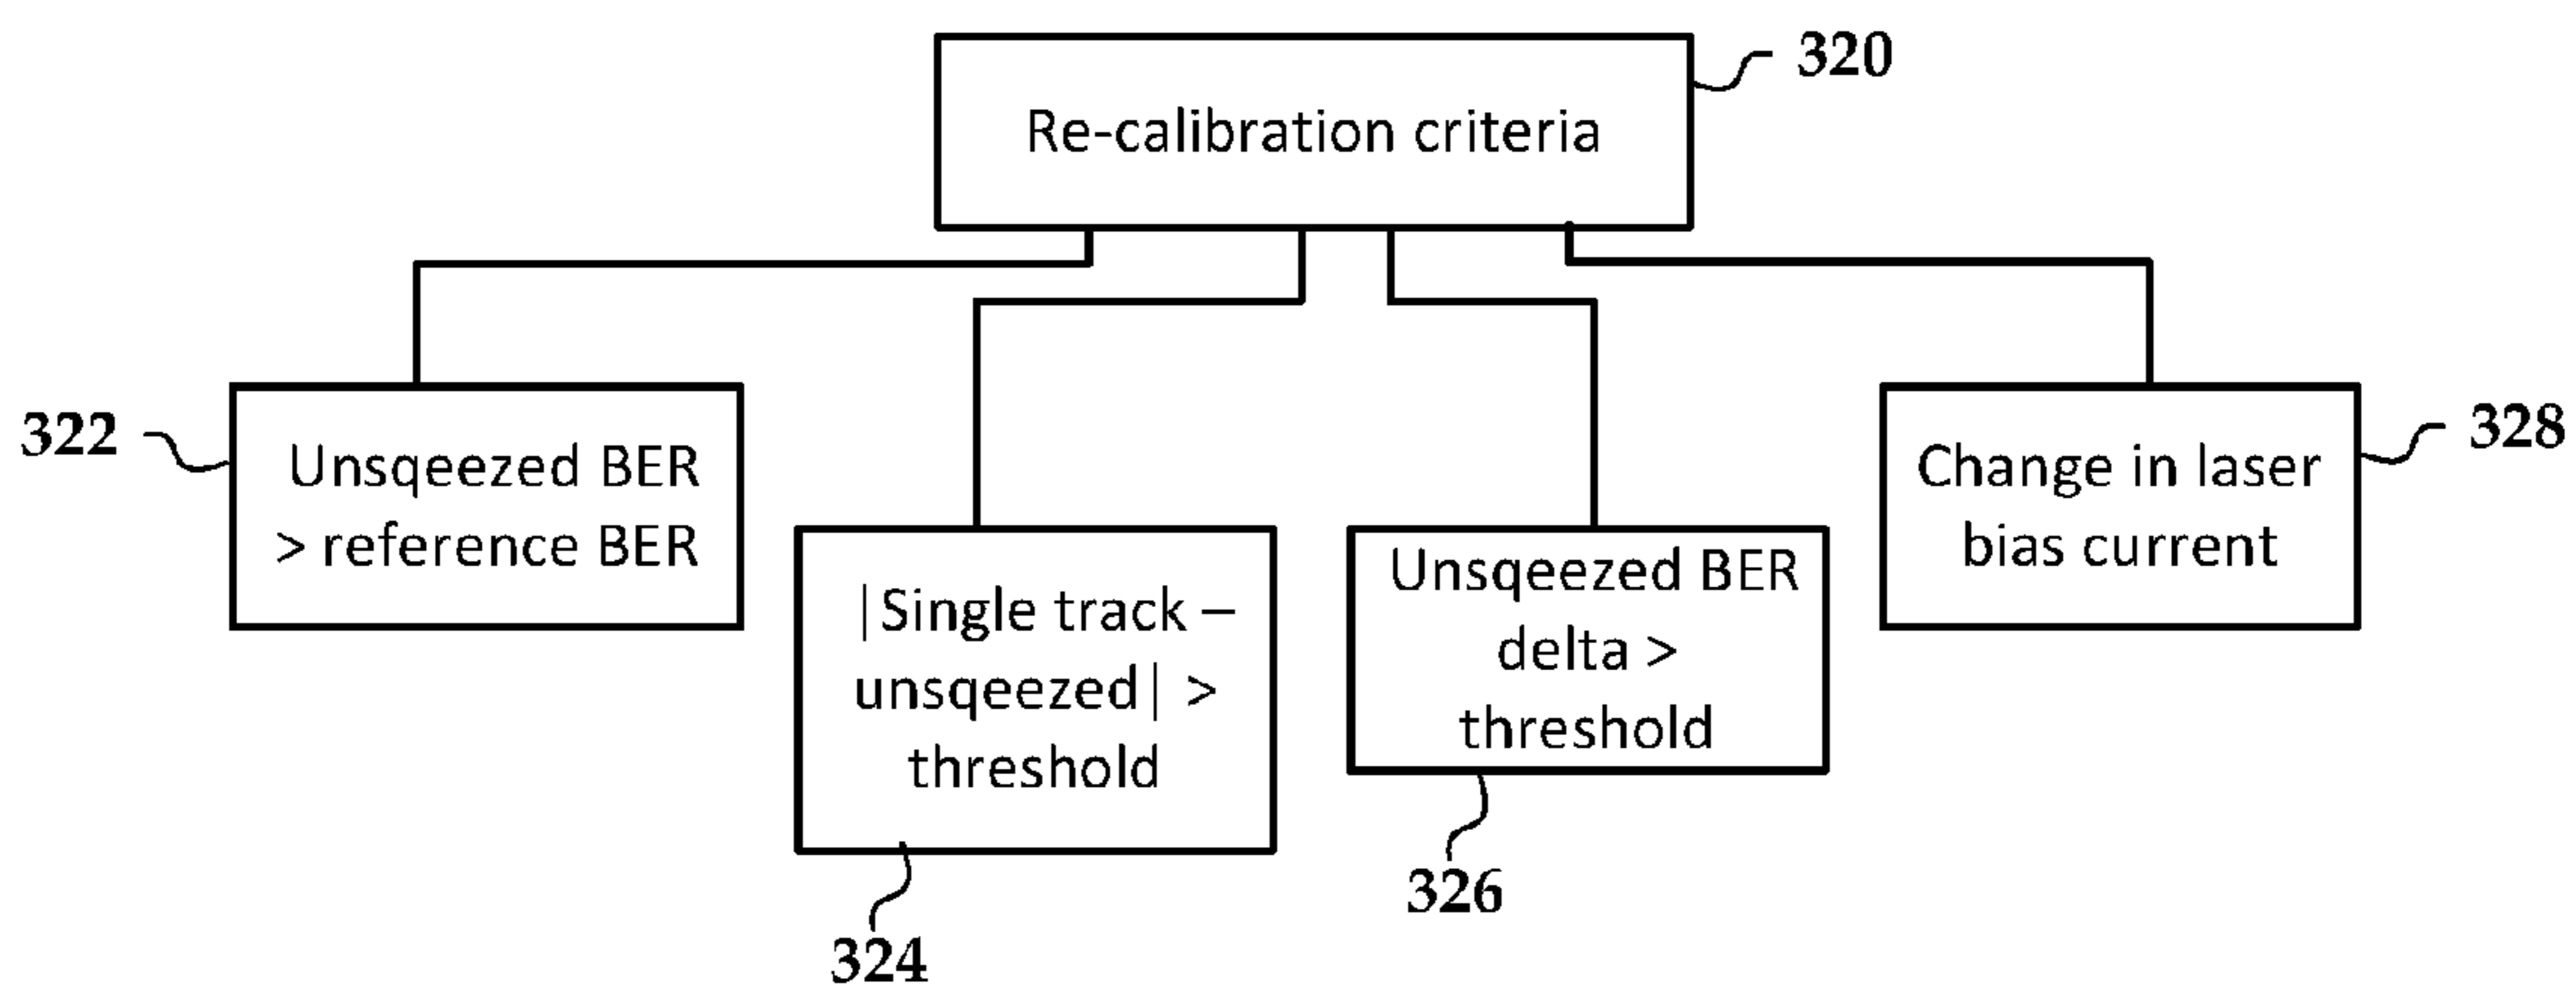 320
Re-calibration criteria
322
Unsqeezed BER
> reference BER
|Single track –
unsqeezed| >
threshold
324
Unsqeezed BER
delta >
threshold
326
Change in laser
bias current
328